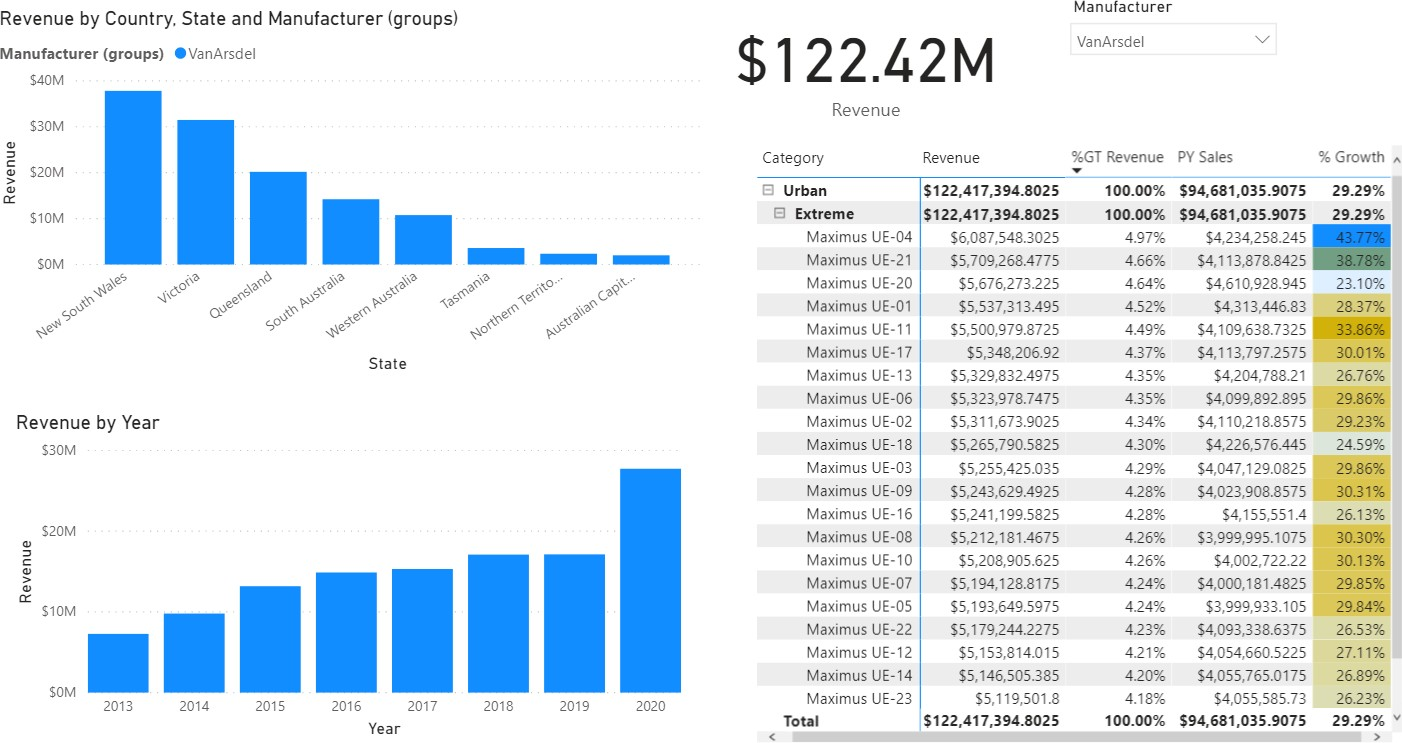 Revenue by Country, State and Manufacturer (groups)
Manufacturer (groups) VanArsdel
Revenue
$40M
$30M
$20M
$10M
$0M
New South Wales
Victoria
Queensland
South Australia
Western Australia
Tasmania
Northern Territo...
Australian Capit...
State
Revenue by Year
Revenue
$30M
$20M
$10M
$0M
2013 2014 2015 2016 2017 2018 2019 2020
Year
$122.42M
Revenue
Manufacturer
VanArsdel
Category Revenue %GT Revenue PY Sales % Growth
Urban $122,417,394.8025 100.00% $94,681,035.9075 29.29%
Extreme $122,417,394.8025 100.00% $94,681,035.9075 29.29%
Maximus UE-04 $6,087,548.3025 4.97% $4,234,258.245 43.77%
Maximus UE-21 $5,709,268.4775 4.66% $4,113,878.8425 38.78%
Maximus UE-20 $5,676,273.225 4.64% $4,610,928.945 23.10%
Maximus UE-01 $5,537,313.495 4.52% $4,313,446.83 28.37%
Maximus UE-11 $5,500,979.8725 4.49% $4,109,638.7325 33.86%
Maximus UE-17 $5,348,206.92 4.37% $4,113,797.2575 30.01%
Maximus UE-13 $5,329,832.4975 4.35% $4,204,788.21 26.76%
Maximus UE-06 $5,323,978.7475 4.35% $4,099,892.895 29.86%
Maximus UE-02 $5,311,673.9025 4.34% $4,110,218.8575 29.23%
Maximus UE-18 $5,265,790.5825 4.30% $4,226,576.445 24.59%
Maximus UE-03 $5,255,425.035 4.29% $4,047,129.0825 29.86%
Maximus UE-09 $5,243,629.4925 4.28% $4,023,908.8575 30.31%
Maximus UE-16 $5,241,199.5825 4.28% $4,155,551.4 26.13%
Maximus UE-08 $5,212,181.4675 4.26% $3,999,995.1075 30.30%
Maximus UE-10 $5,208,905.625 4.26% $4,002,722.22 30.13%
Maximus UE-07 $5,194,128.8175 4.24% $4,000,181.4825 29.85%
Maximus UE-05 $5,193,649.5975 4.24% $3,999,933.105 29.84%
Maximus UE-22 $5,179,244.2275 4.23% $4,093,338.6375 26.53%
Maximus UE-12 $5,153,814.015 4.21% $4,054,660.5225 27.11%
Maximus UE-14 $5,146,505.385 4.20% $4,055,765.0175 26.89%
Maximus UE-23 $5,119,501.8 4.18% $4,055,585.73 26.23%
Total $122,417,394.8025 100.00% $94,681,035.9075 29.29%